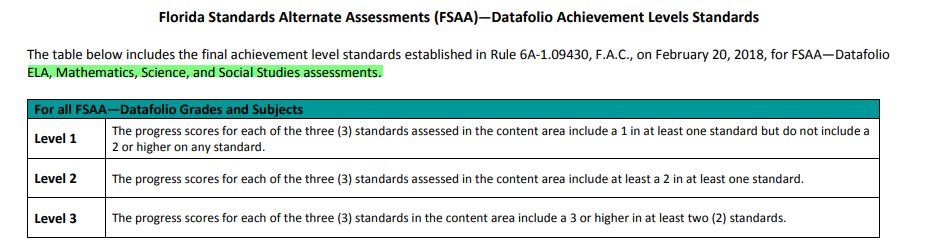 Florida Standards Alternate Assessments (FSAA)—Datafolio Achievement Levels Standards
The table below includes the final achievement level standards established in Rule 6A-1.09430, F.A.C., on February 20, 2018, for FSAA—Datafolio
ELA, Mathematics, Science, and Social Studies assessments.
For all FSAA—Datafolio Grades and Subjects
Level 1
The progress scores for each of the three (3) standards assessed in the content area include a 1 in at least one standard but do not include a
2 or higher on any standard.
Level 2
The progress scores for each of the three (3) standards assessed in the content area include at least a 2 in at least one standard.
Level 3
The progress scores for each of the three (3) standards in the content area include a 3 or higher in at least two (2) standards.